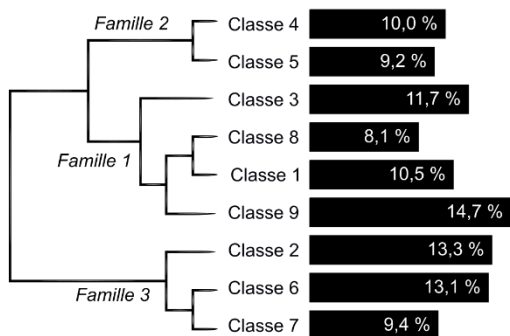 Famille 2
Classe 4 10,0 %
Classe 5 9,2 %
Classe 3 11,7 %
Classe 8 8,1 %
Famille 1
Classe 1 10,5 %
Classe 9 14,7 %
Classe 2 13,3 %
Classe 6 13,1 %
Famille 3
Classe 7 9,4 %